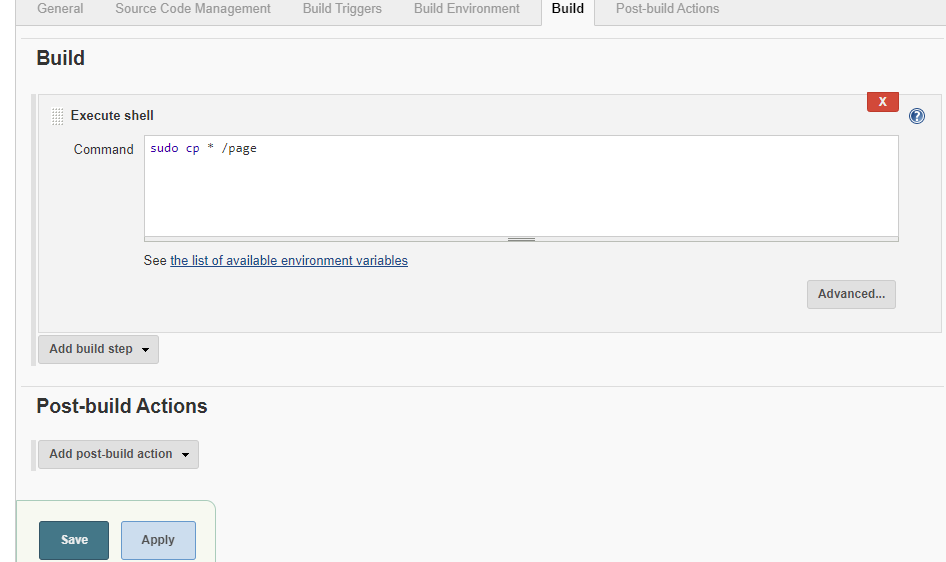 General Source Code Management Build Triggers Build Environment Build Post-build Actions
Build
X
Execute shell
?
Command
sudo cp * /page
See the list of available environment variables
Advanced...
Add build step
Post-build Actions
Add post-build action
Save Apply